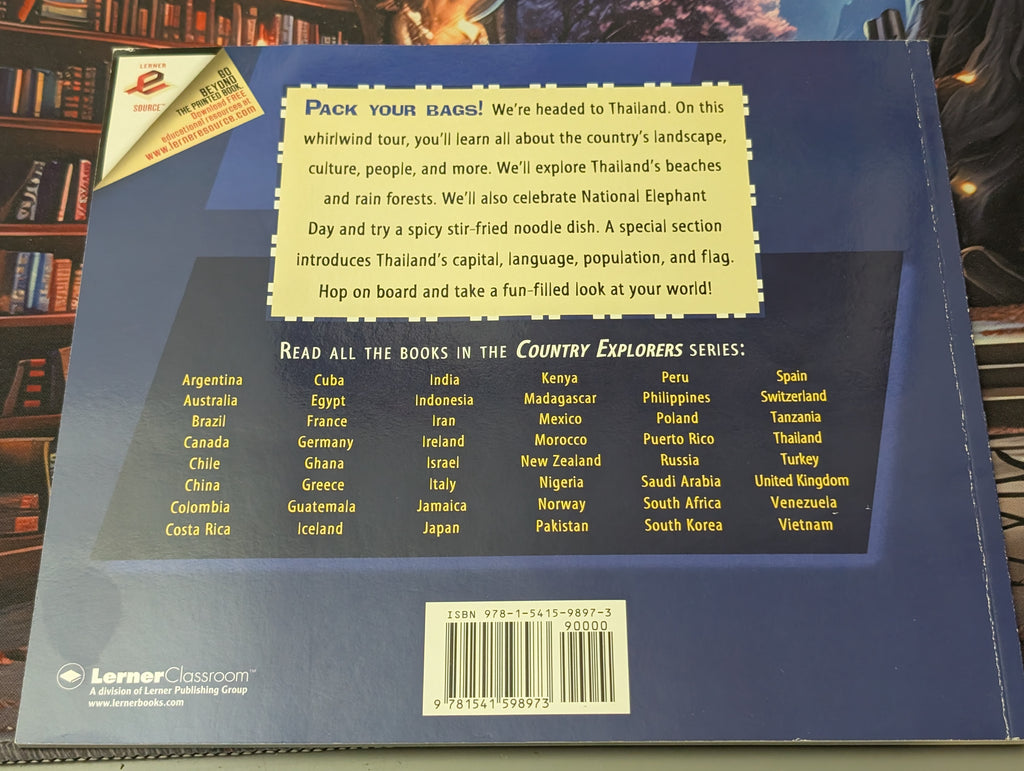 LERNER
e
SOURCE™
GO
BEYOND
THE PRINTED BOOK.
Download FREE
educational resources at
www.lerneresource.com
PACK YOUR BAGS! We're headed to Thailand. On this
whirlwind tour, you'll learn all about the country's landscape,
culture, people, and more. We'll explore Thailand's beaches
and rain forests. We'll also celebrate National Elephant
Day and try a spicy stir-fried noodle dish. A special section
introduces Thailand's capital, language, population, and flag.
Hop on board and take a fun-filled look at your world!
READ ALL THE BOOKS IN THE COUNTRY EXPLORERS SERIES:
Argentina Cuba India Kenya Peru Spain
Australia Egypt Indonesia Madagascar Philippines Switzerland
Brazil France Iran Mexico Poland Tanzania
Canada Germany Ireland Morocco Puerto Rico Thailand
Chile Ghana Israel New Zealand Russia Turkey
China Greece Italy Nigeria Saudi Arabia United Kingdom
Colombia Guatemala Jamaica Norway South Africa Venezuela
Costa Rica Iceland Japan Pakistan South Korea Vietnam
ISBN 978-1-5415-9897-3
90000
9 781541 598973
LernerClassroom™
A division of Lerner Publishing Group
www.lernerbooks.com